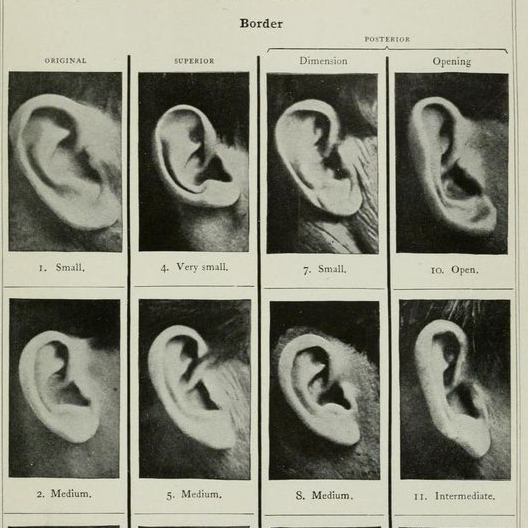 Border
POSTERIOR
ORIGINAL SUPERIOR Dimension Opening
1. Small. 4. Very small. 7. Small. 10. Open.
2. Medium. 5. Medium. 8. Medium. 11. Intermediate.